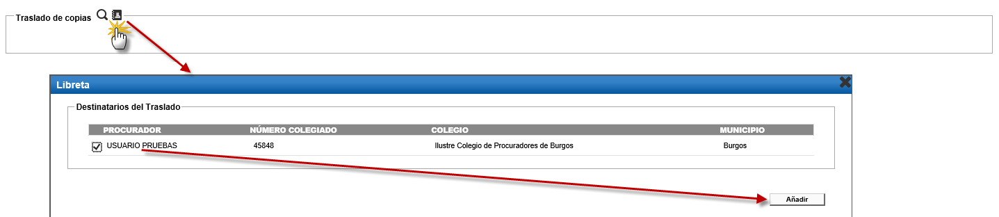 Traslado de copias
Libreta
Destinatarios del Traslado
PROCURADOR NÚMERO COLEGIADO COLEGIO MUNICIPIO
USUARIO PRUEBAS 45848 Ilustre Colegio de Procuradores de Burgos Burgos
Añadir